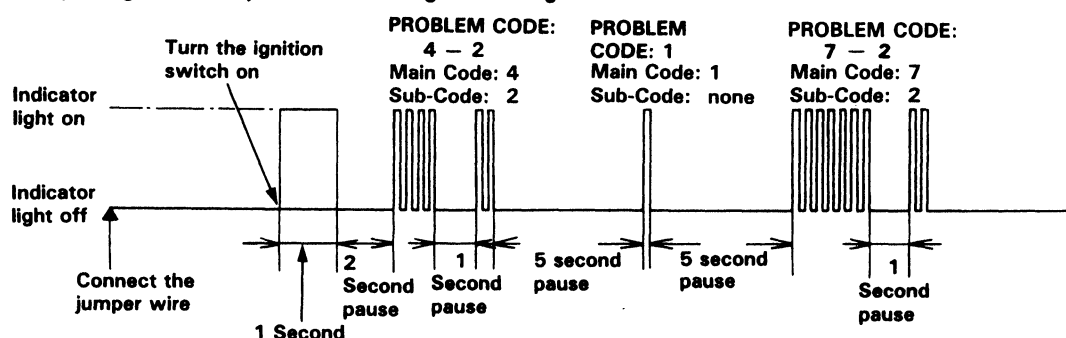 PROBLEM CODE:
4 – 2
Main Code: 4
Sub-Code: 2
PROBLEM
CODE: 1
Main Code: 1
Sub-Code: none
PROBLEM CODE:
7 – 2
Main Code: 7
Sub-Code: 2
Turn the ignition
switch on
Indicator
light on
Indicator
light off
Connect the
jumper wire
1 Second
2
Second
pause
1
Second
pause
5 second
pause
5 second
pause
1
Second
pause